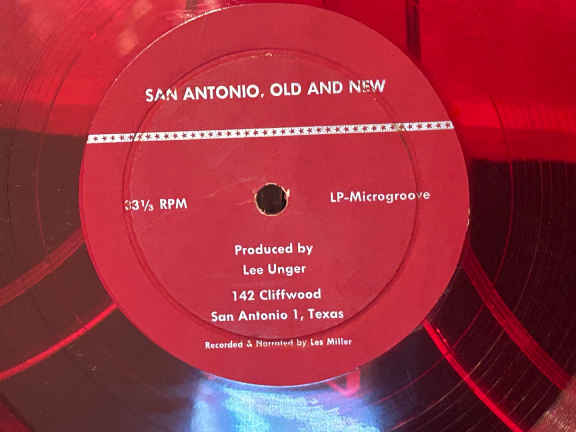 SAN ANTONIO, OLD AND NEW
33⅓ RPM
LP-Microgroove
Produced by
Lee Unger
142 Cliffwood
San Antonio 1, Texas
Recorded & Narrated by Les Miller